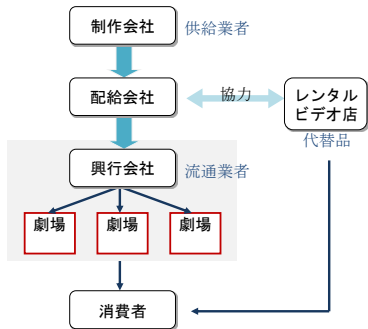 制作会社
供給業者
配給会社
協力
レンタル
ビデオ店
代替品
興行会社
流通業者
劇場
劇場
劇場
消費者